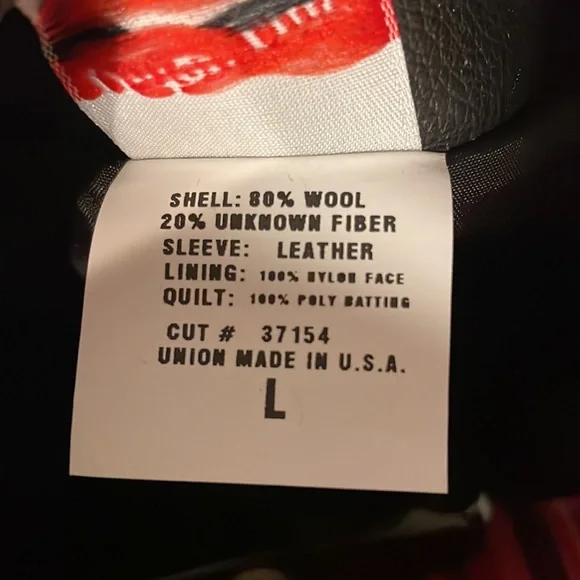 SHELL: 80% WOOL
20% UNKNOWN FIBER
SLEEVE: LEATHER
LINING: 100% NYLON FACE
QUILT: 100% POLY BATTING
CUT # 37154
UNION MADE IN U.S.A.
L